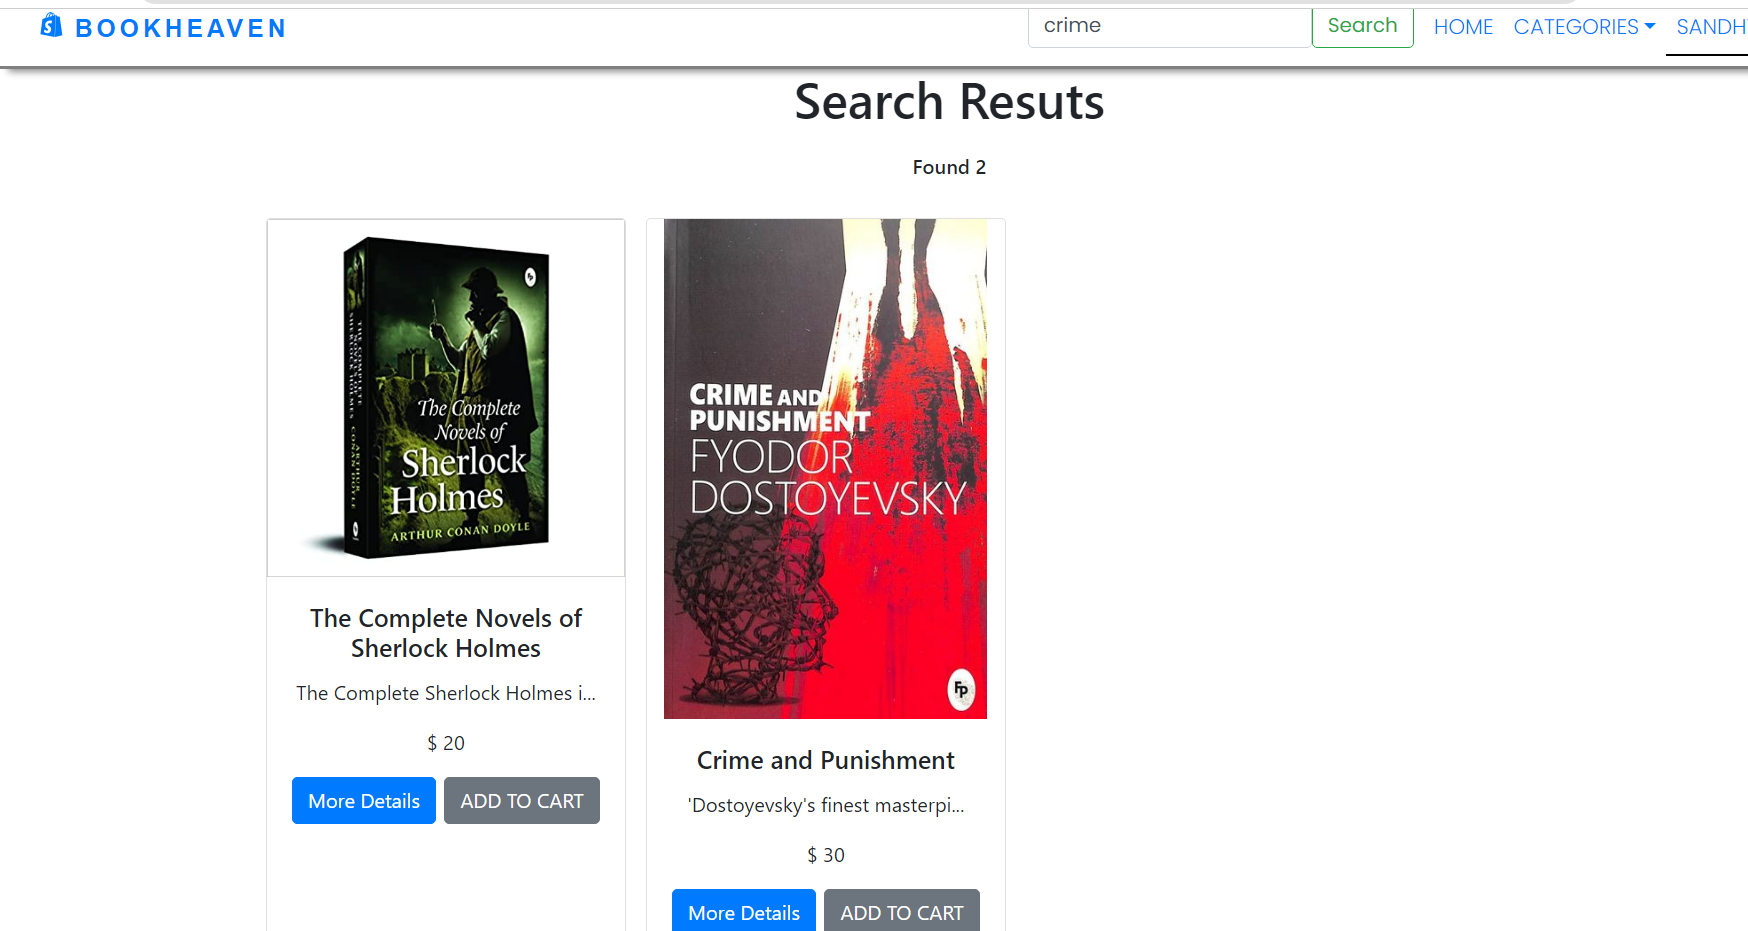 BOOKHEAVEN
crime
Search
HOME
CATEGORIES
SANDH
Search Resuts
Found 2
The Complete
Novels of
Sherlock
Holmes
ARTHUR CONAN DOYLE
CRIME AND
PUNISHMENT
FYODOR
DOSTOYEVSKY
FP
The Complete Novels of
Sherlock Holmes
The Complete Sherlock Holmes i...
$ 20
More Details
ADD TO CART
Crime and Punishment
'Dostoyevsky's finest masterpi...
$ 30
More Details
ADD TO CART